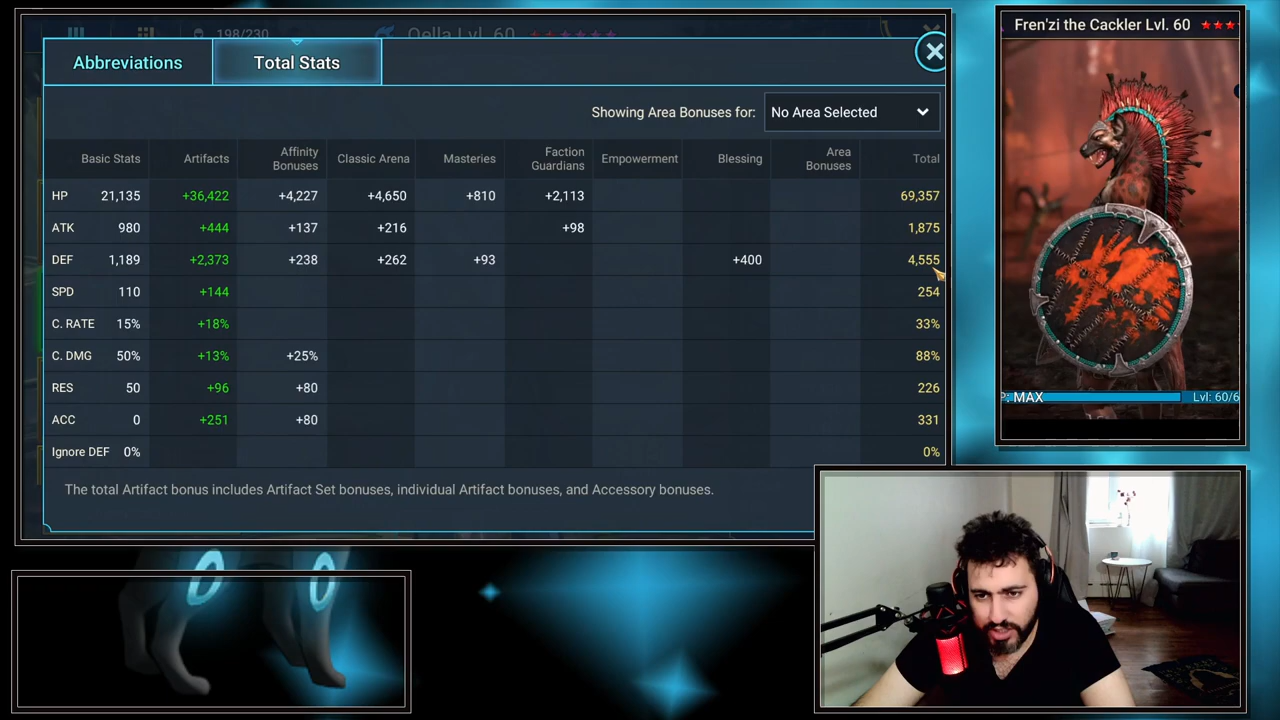 198/230 Oella Lvl. 60
Abbreviations Total Stats
Showing Area Bonuses for: No Area Selected
Basic Stats Artifacts Affinity Bonuses Classic Arena Masteries Faction Guardians Empowerment Blessing Area Bonuses Total
HP 21,135 +36,422 +4,227 +4,650 +810 +2,113 69,357
ATK 980 +444 +137 +216 +98 1,875
DEF 1,189 +2,373 +238 +262 +93 +400 4,555
SPD 110 +144 254
C. RATE 15% +18% 33%
C. DMG 50% +13% +25% 88%
RES 50 +96 +80 226
ACC 0 +251 +80 331
Ignore DEF 0% 0%
The total Artifact bonus includes Artifact Set bonuses, individual Artifact bonuses, and Accessory bonuses.
Fren'zi the Cackler Lvl. 60
P: MAX Lvl: 60/6